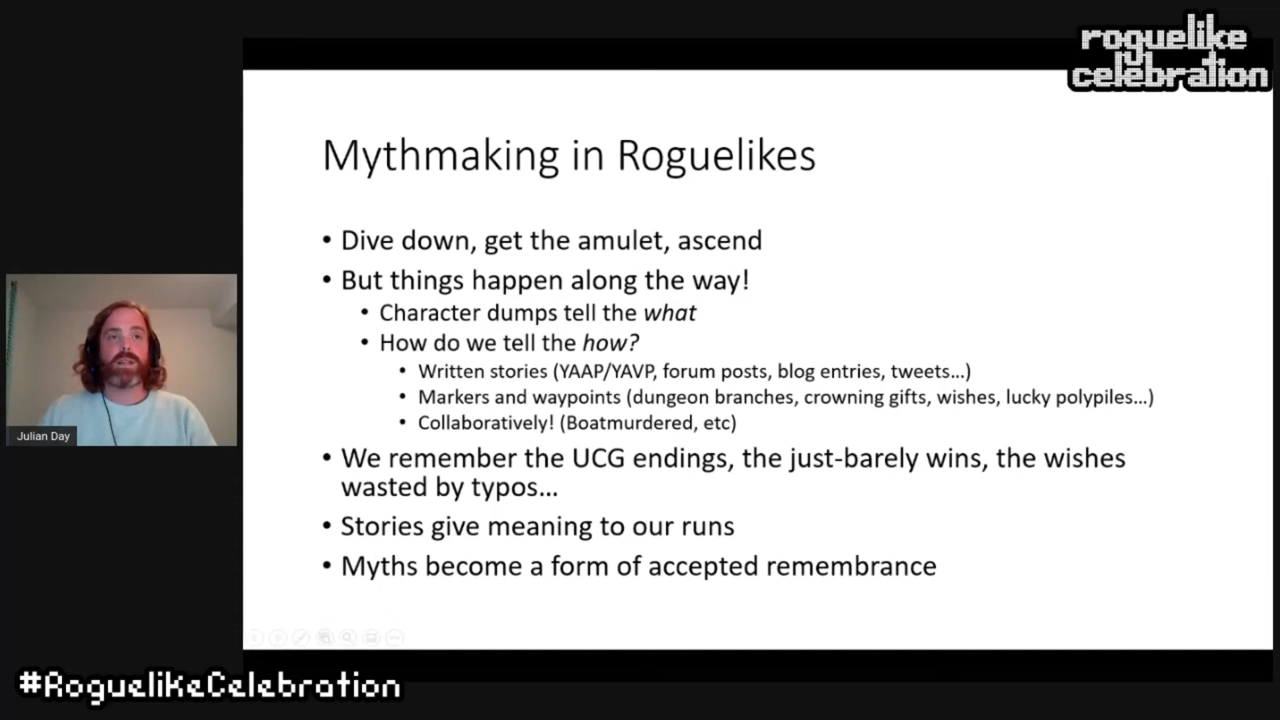 roguelike
celebration
Mythmaking in Roguelikes
• Dive down, get the amulet, ascend
• But things happen along the way!
• Character dumps tell the what
• How do we tell the how?
• Written stories (YAAP/YAVP, forum posts, blog entries, tweets...)
• Markers and waypoints (dungeon branches, crowning gifts, wishes, lucky polypiles...)
• Collaboratively! (Boatmurdered, etc)
• We remember the UCG endings, the just-barely wins, the wishes
wasted by typos...
• Stories give meaning to our runs
• Myths become a form of accepted remembrance
Julian Day
#RoguelikeCelebration